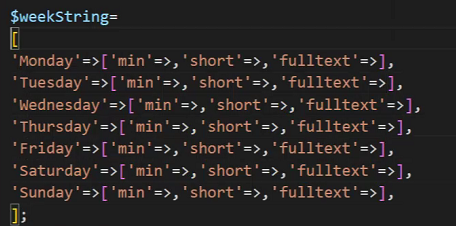 $weekString=
[
'Monday'=>['min'=>,'short'=>,'fulltext'=>],
'Tuesday'=>['min'=>,'short'=>,'fulltext'=>],
'Wednesday'=>['min'=>,'short'=>,'fulltext'=>],
'Thursday'=>['min'=>,'short'=>,'fulltext'=>],
'Friday'=>['min'=>,'short'=>,'fulltext'=>],
'Saturday'=>['min'=>,'short'=>,'fulltext'=>],
'Sunday'=>['min'=>,'short'=>,'fulltext'=>],
];